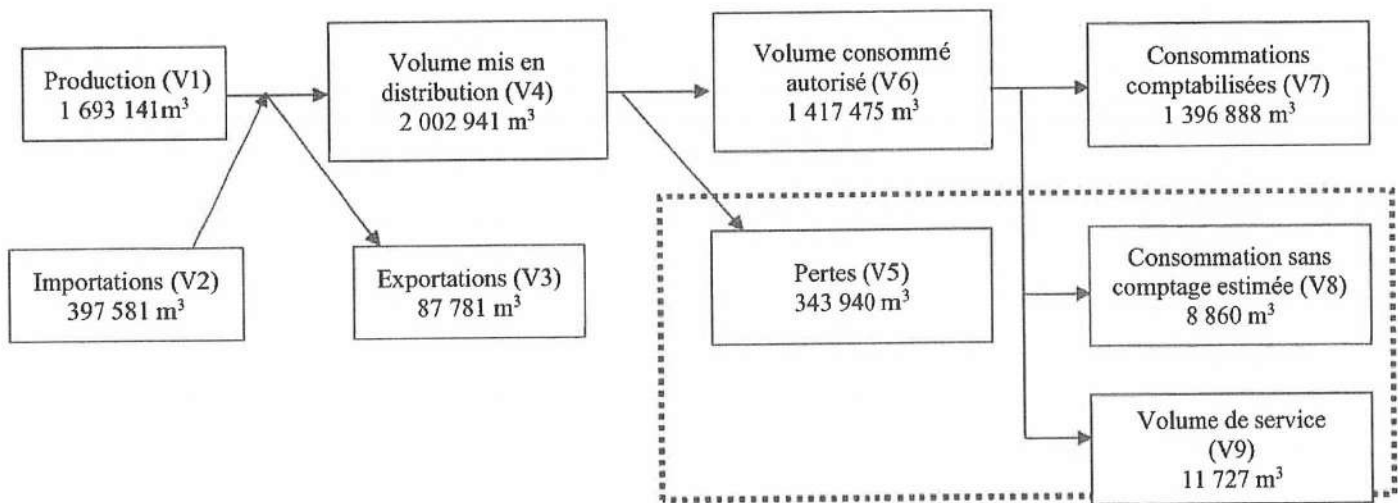 Production (V1)
1 693 141m³
Volume mis en
distribution (V4)
2 002 941 m³
Volume consommé
autorisé (V6)
1 417 475 m³
Consommations
comptabilisées (V7)
1 396 888 m³
Importations (V2)
397 581 m³
Exportations (V3)
87 781 m³
Pertes (V5)
343 940 m³
Consommation sans
comptage estimée (V8)
8 860 m³
Volume de service
(V9)
11 727 m³